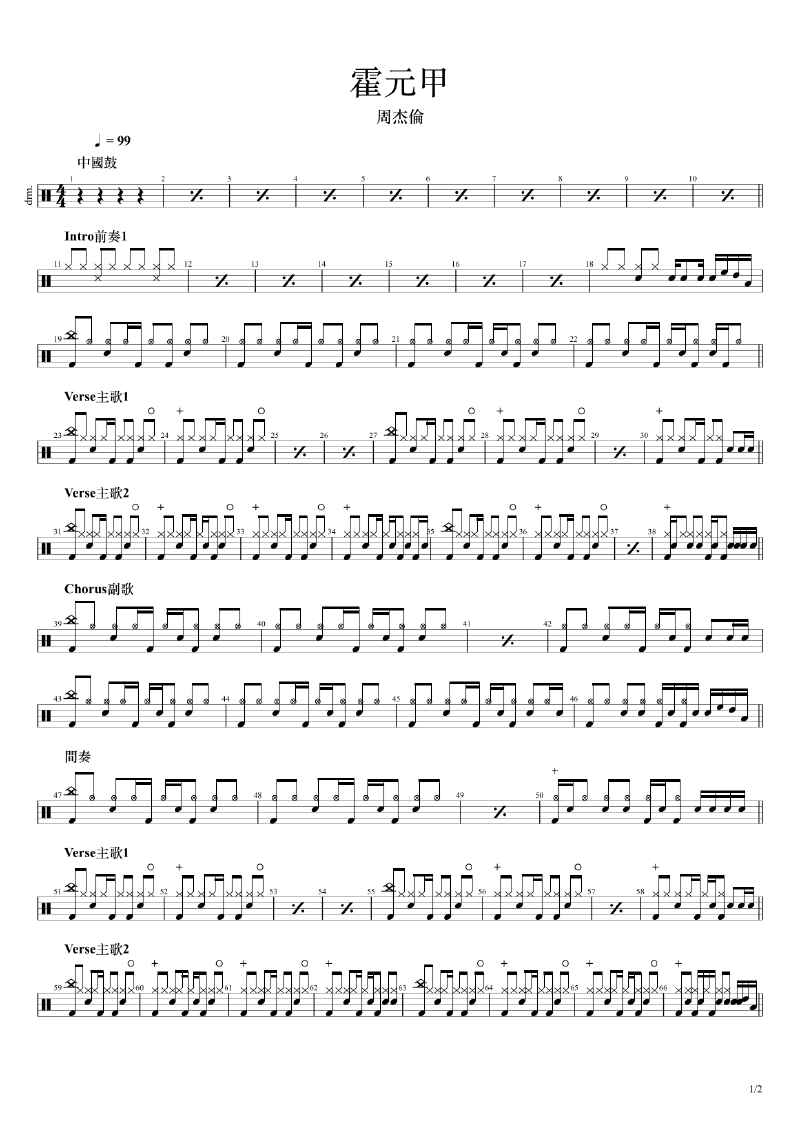 霍元甲
周杰倫
♩ = 99
中國鼓
drm.
4/4
1 2 3 4 5 6 7 8 9 10
Intro前奏1
11 12 13 14 15 16 17 18
19 20 21 22
Verse主歌1
23 24 25 26 27 28 29 30
Verse主歌2
31 32 33 34 35 36 37 38
Chorus副歌
39 40 41 42
43 44 45 46
間奏
47 48 49 50
Verse主歌1
51 52 53 54 55 56 57 58
Verse主歌2
59 60 61 62 63 64 65 66
1/2